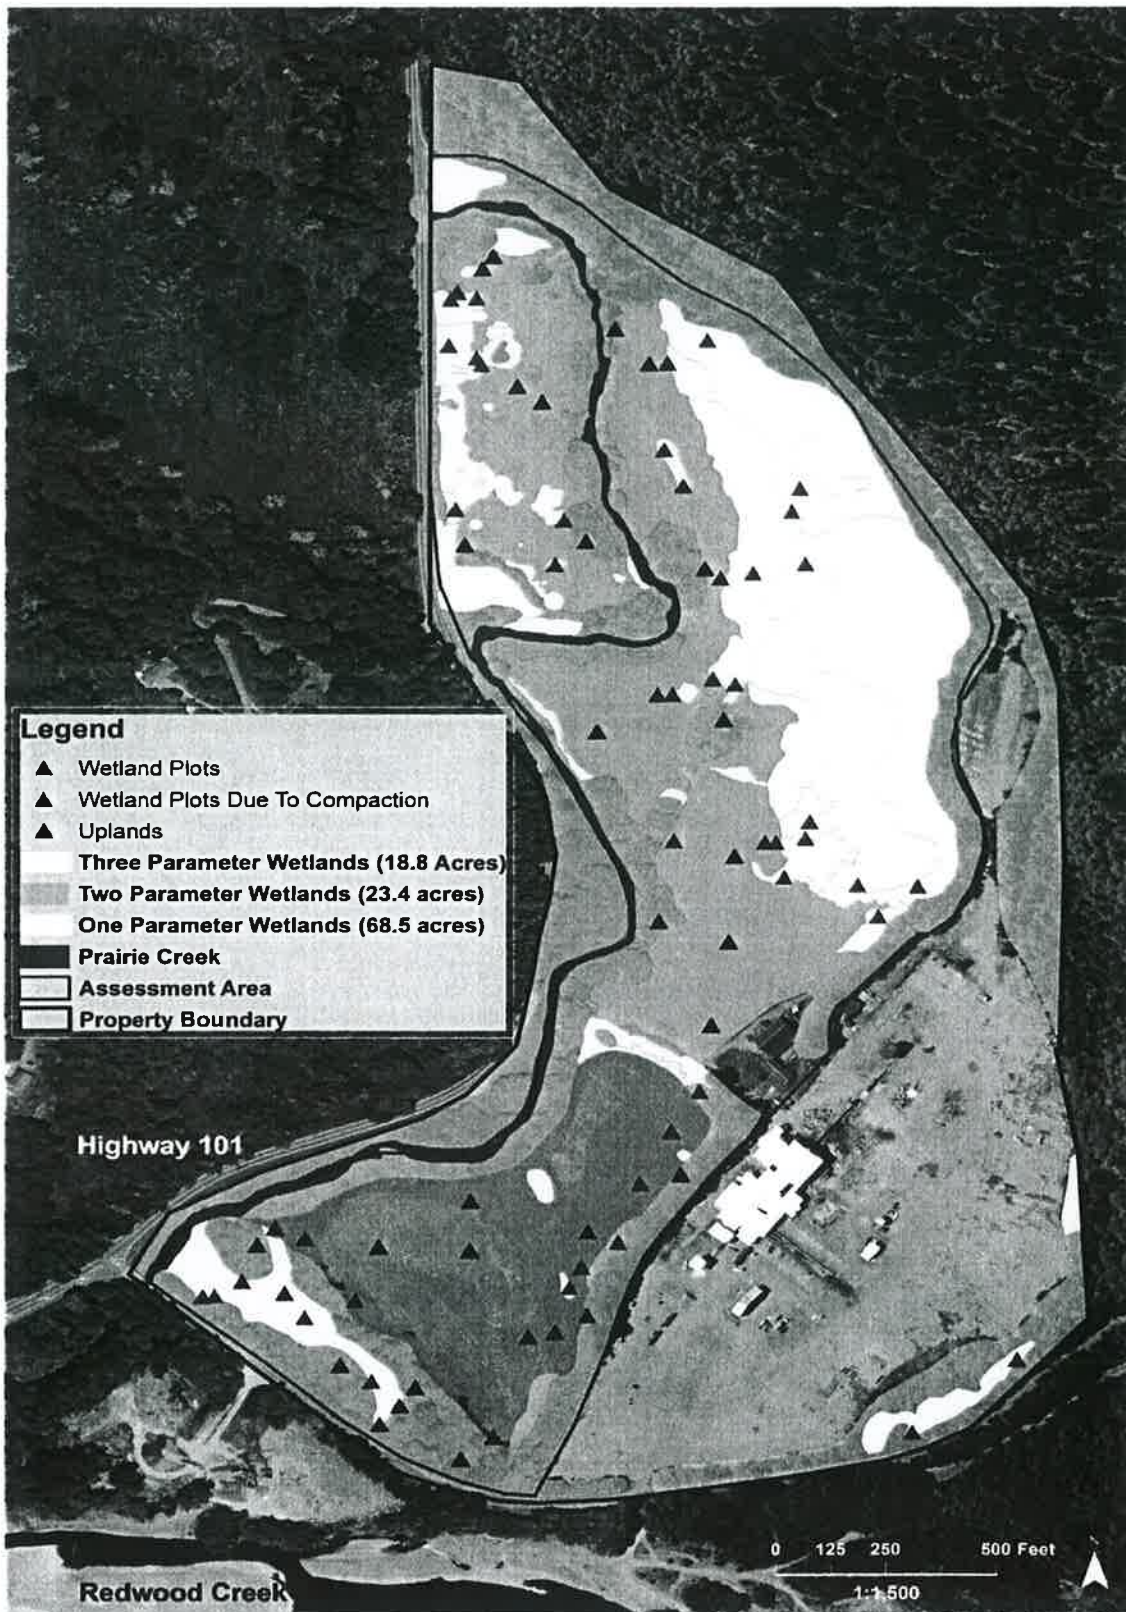 Legend
Wetland Plots
Wetland Plots Due To Compaction
Uplands
Three Parameter Wetlands (18.8 Acres)
Two Parameter Wetlands (23.4 acres)
One Parameter Wetlands (68.5 acres)
Prairie Creek
Assessment Area
Property Boundary
Highway 101
0 125 250 500 Feet
1:1,500
Redwood Creek